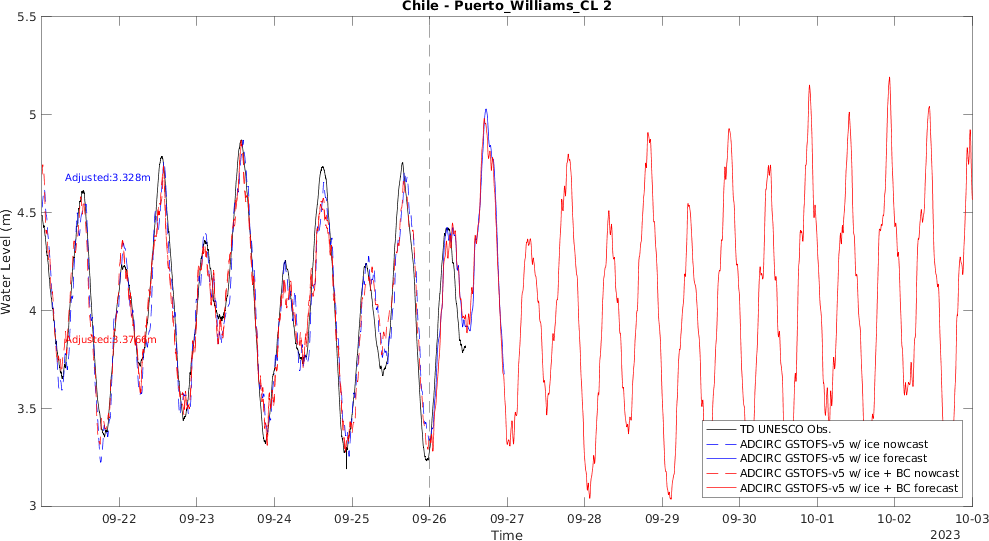 Chile - Puerto_Williams_CL 2
5.5
5
4.5
4
3.5
3
Water Level (m)
Adjusted:3.328m
Adjusted:3.3766m
TD UNESCO Obs.
ADCIRC GSTOFS-v5 w/ ice nowcast
ADCIRC GSTOFS-v5 w/ ice forecast
ADCIRC GSTOFS-v5 w/ ice + BC nowcast
ADCIRC GSTOFS-v5 w/ ice + BC forecast
09-22 09-23 09-24 09-25 09-26 09-27 09-28 09-29 09-30 10-01 10-02 10-03
Time
2023